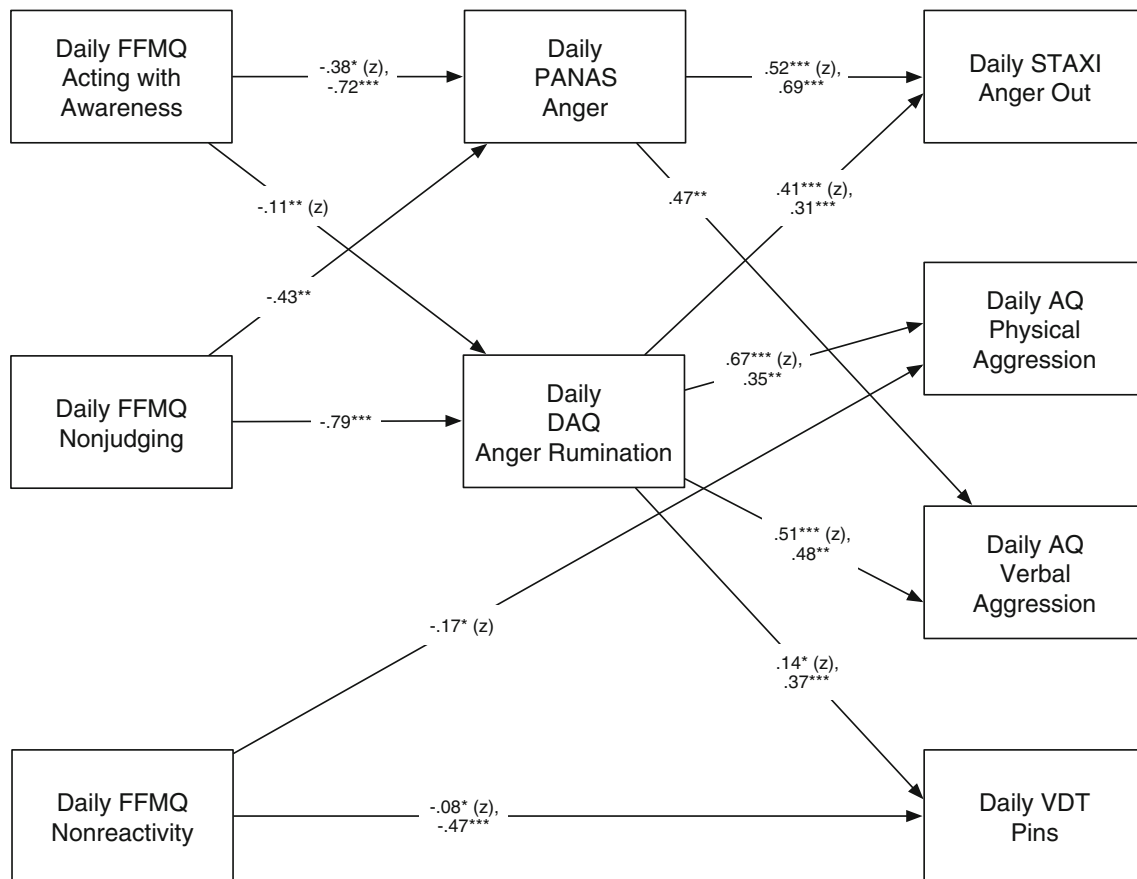 Daily FFMQ
Acting with
Awareness
-.38* (z),
-.72***
Daily
PANAS
Anger
.52*** (z),
.69***
Daily STAXI
Anger Out
-.11** (z)
.47**
.41*** (z),
.31***
-.43**
Daily AQ
Physical
Aggression
Daily FFMQ
Nonjudging
-.79***
Daily
DAQ
Anger Rumination
.67*** (z),
.35**
.51*** (z),
.48**
Daily AQ
Verbal
Aggression
-.17* (z)
.14* (z),
.37***
Daily FFMQ
Nonreactivity
-.08* (z),
-.47***
Daily VDT
Pins